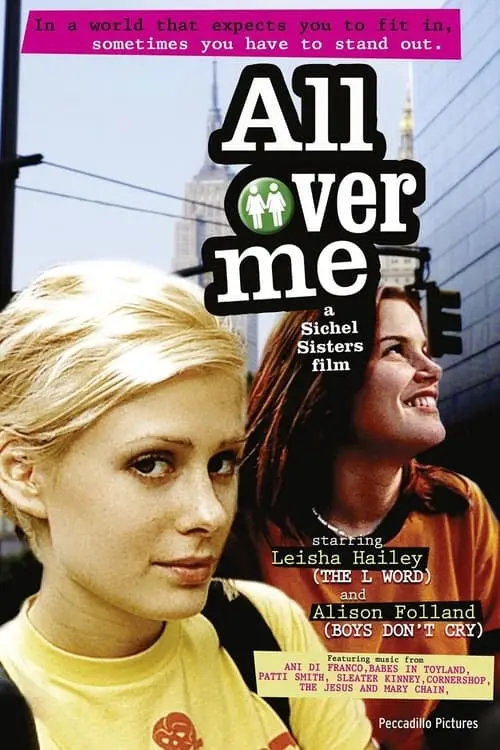 In a world that expects you to fit in,
sometimes you have to stand out.
All
over
me
a
Sichel
Sisters
film
starring
Leisha Hailey
(THE L WORD)
and
Alison Folland
(BOYS DON'T CRY)
Featuring music from
ANI DI FRANCO,BABES IN TOYLAND,
PATTI SMITH, SLEATER KINNEY,CORNERSHOP,
THE JESUS AND MARY CHAIN,
Peccadillo Pictures